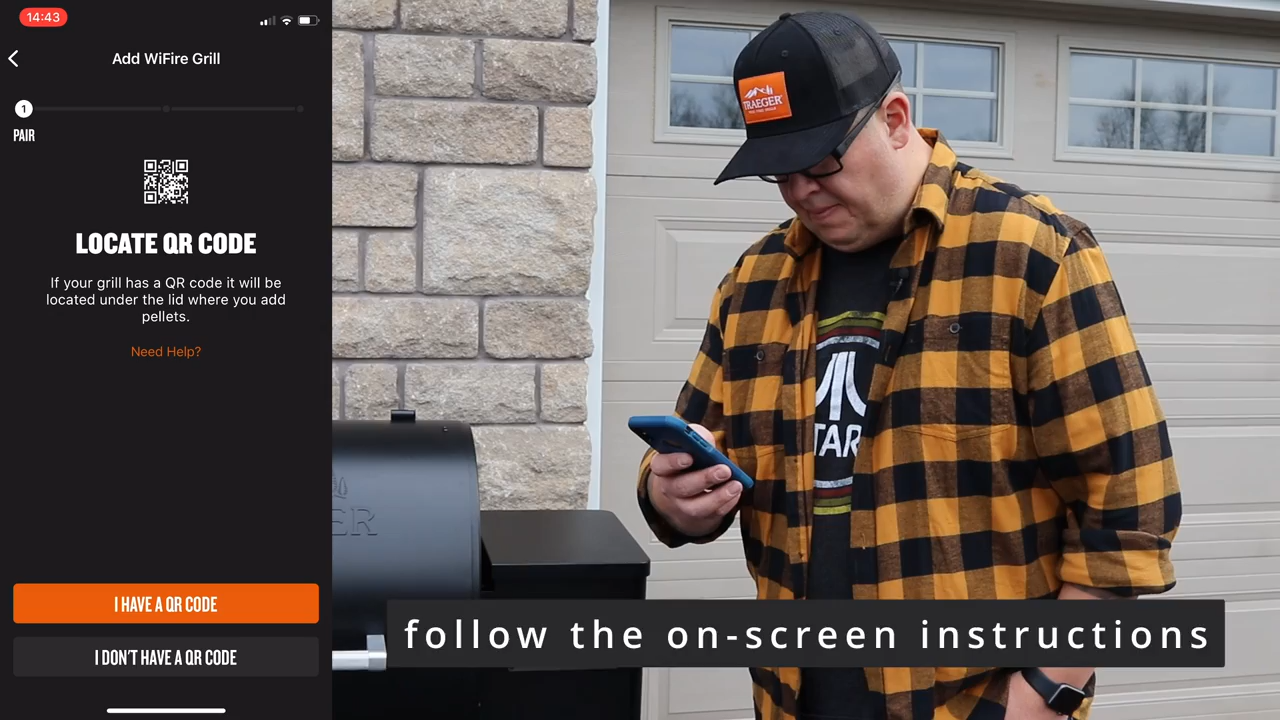 14:43
Add WiFire Grill
1
PAIR
LOCATE QR CODE
If your grill has a QR code it will be
located under the lid where you add
pellets.
Need Help?
I HAVE A QR CODE
I DON'T HAVE A QR CODE
TRAEGER
TAR
ER
follow the on-screen instructions